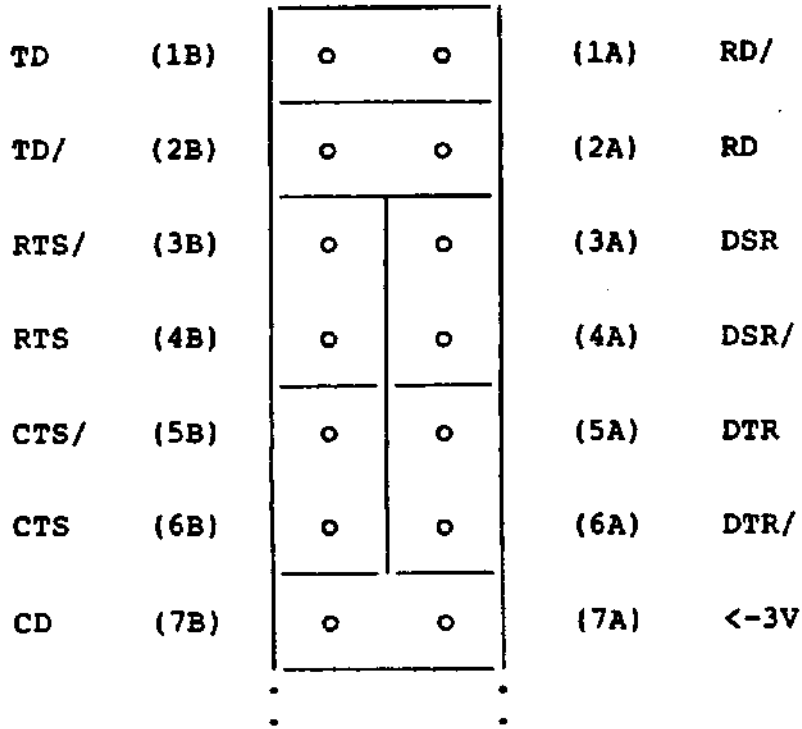 TD (1B) (1A) RD/
TD/ (2B) (2A) RD
RTS/ (3B) (3A) DSR
RTS (4B) (4A) DSR/
CTS/ (5B) (5A) DTR
CTS (6B) (6A) DTR/
CD (7B) (7A) <-3V